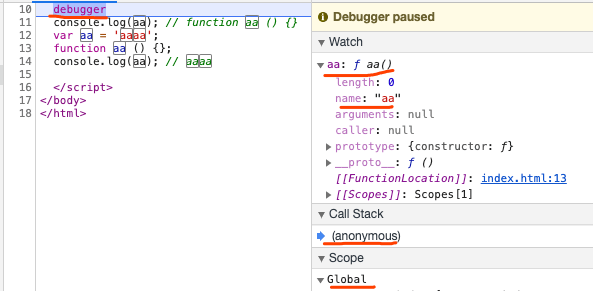 10 debugger
11 console.log(aa); // function aa () {}
12 var aa = 'aaaa';
13 function aa () {};
14 console.log(aa); // aaaa
15
16 </script>
17 </body>
18 </html>
Debugger paused
Watch
aa: ƒ aa()
length: 0
name: "aa"
arguments: null
caller: null
prototype: {constructor: ƒ}
__proto__: ƒ ()
[[FunctionLocation]]: index.html:13
[[Scopes]]: Scopes[1]
Call Stack
(anonymous)
Scope
Global